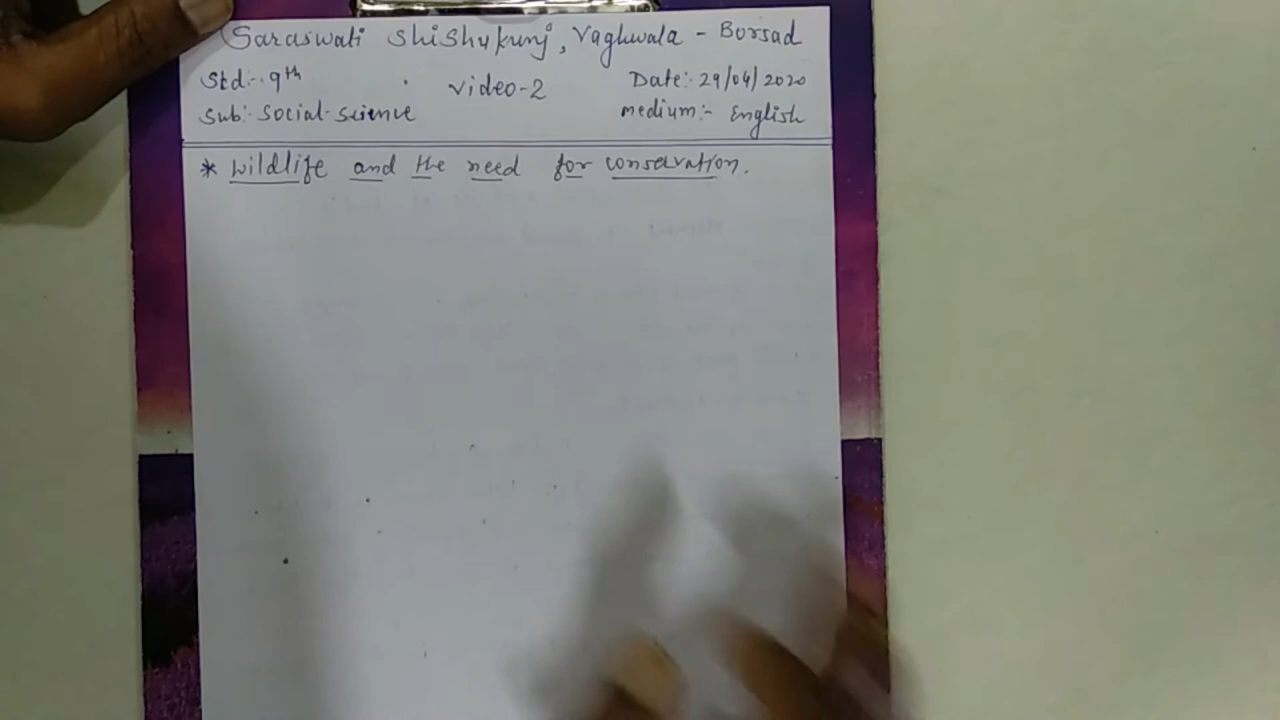 Saraswati Shishukunj, Vaghwala - Borsad
Std:- 9th video-2 Date:- 29/04/2020
Sub:- Social-science medium:- English
* Wildlife and the need for conservation.